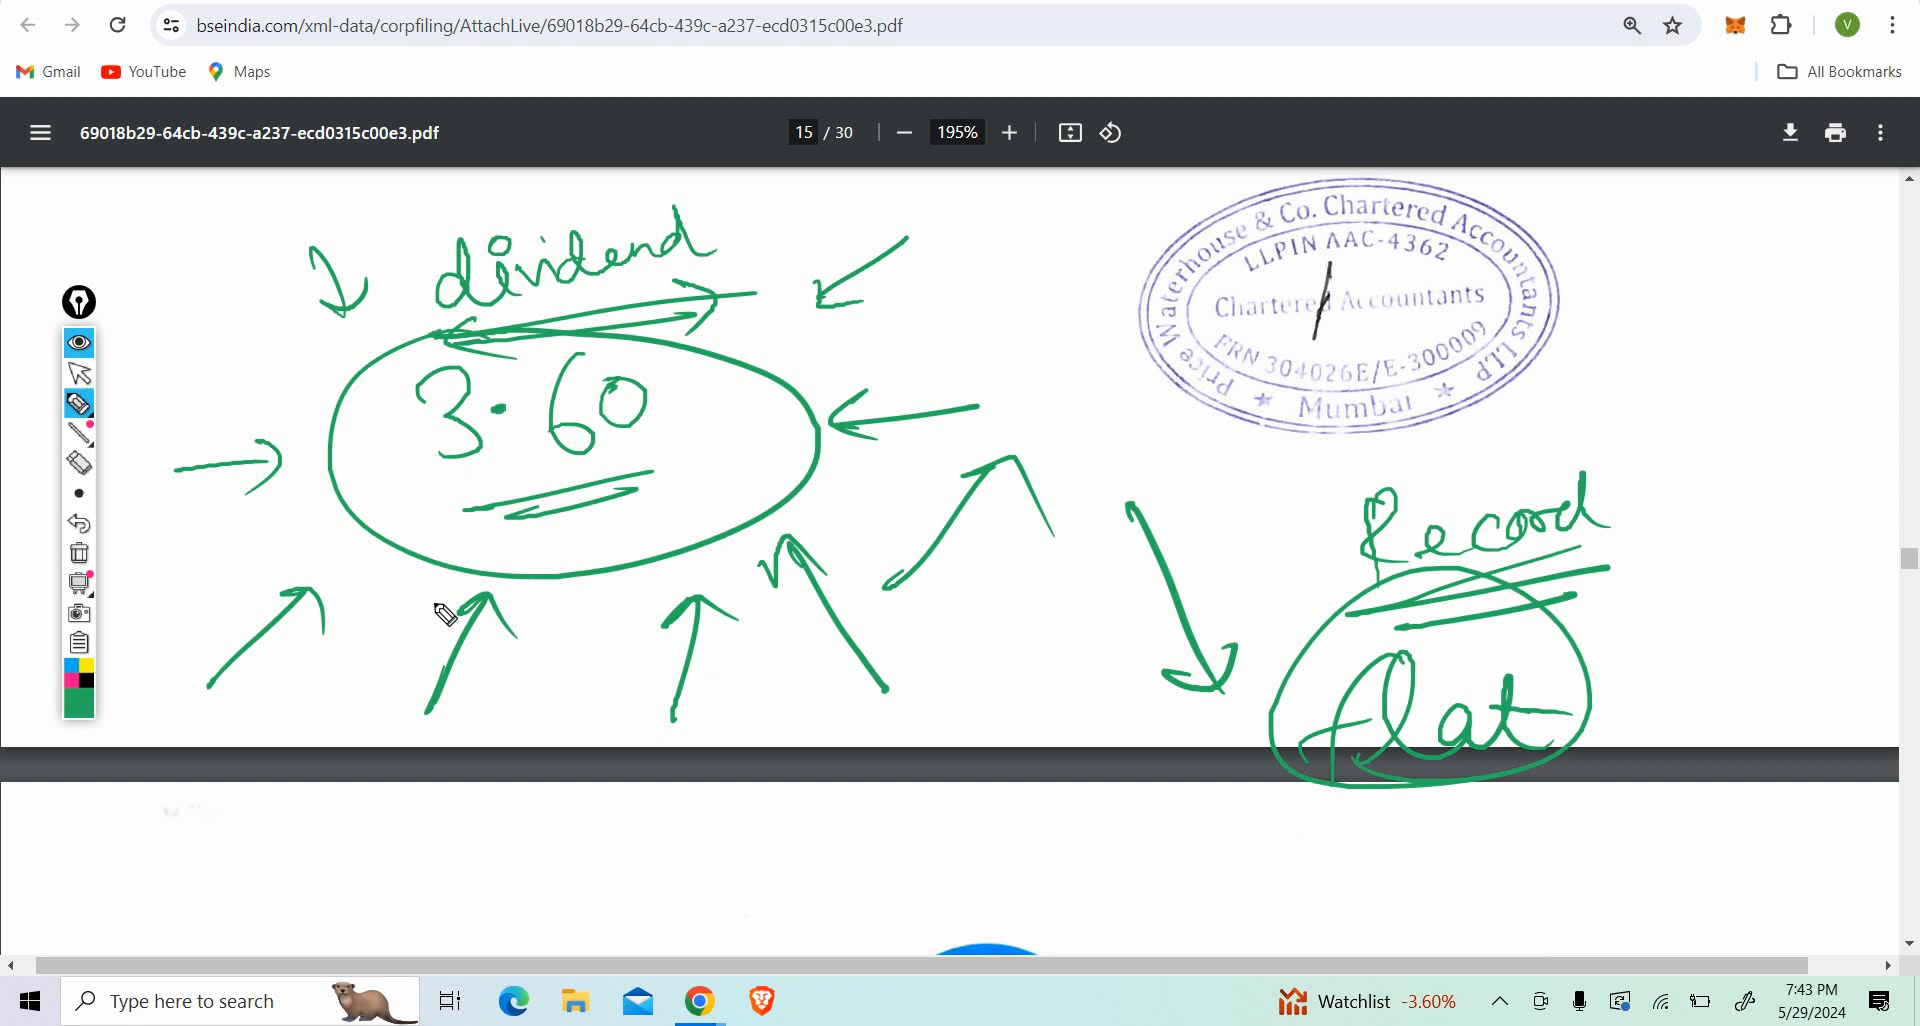 bseindia.com/xml-data/corpfiling/AttachLive/69018b29-64cb-439c-a237-ecd0315c00e3.pdf
V
Gmail
YouTube
Maps
All Bookmarks
69018b29-64cb-439c-a237-ecd0315c00e3.pdf
15 / 30
195%
dividend
3.60
Price Waterhouse & Co. Chartered Accountants LLP
LLPIN AAC-4362
Chartered Accountants
FRN 304026E/E-300009
Mumbai
Record
flat
Type here to search
Watchlist -3.60%
7:43 PM
5/29/2024